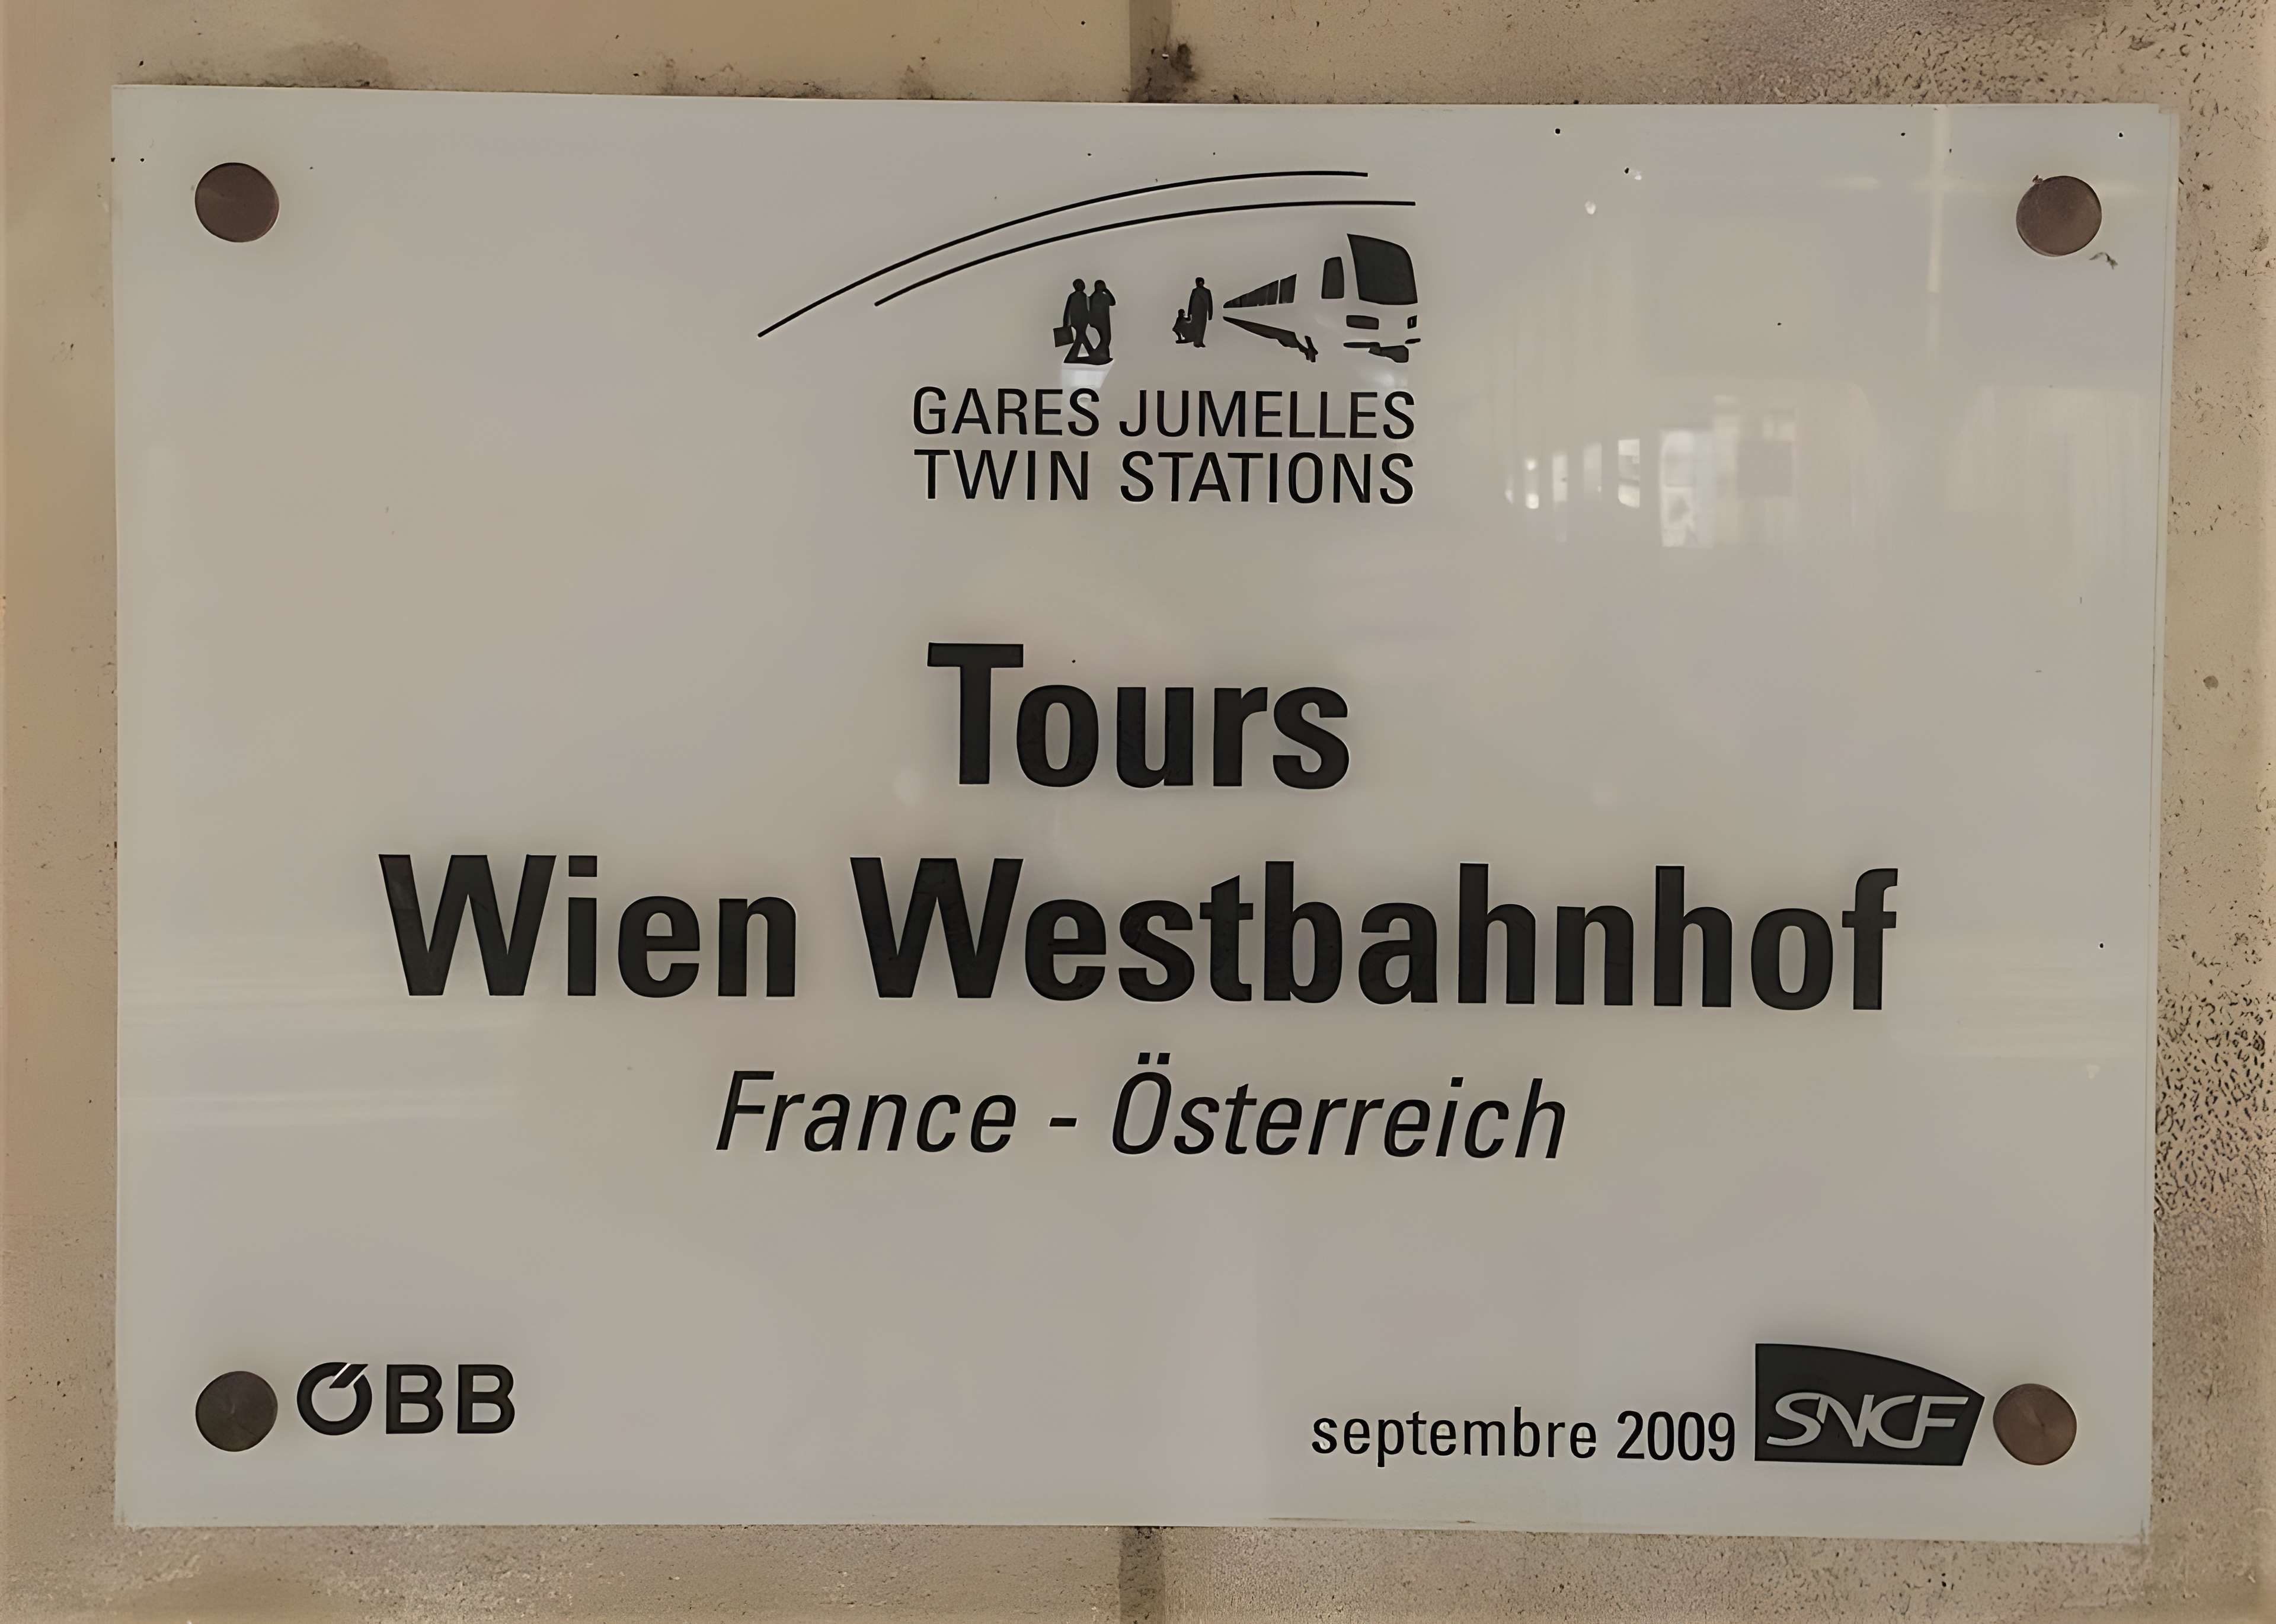 GARES JUMELLES
TWIN STATIONS
Tours
Wien Westbahnhof
France - Österreich
ÖBB
septembre 2009 SNCF